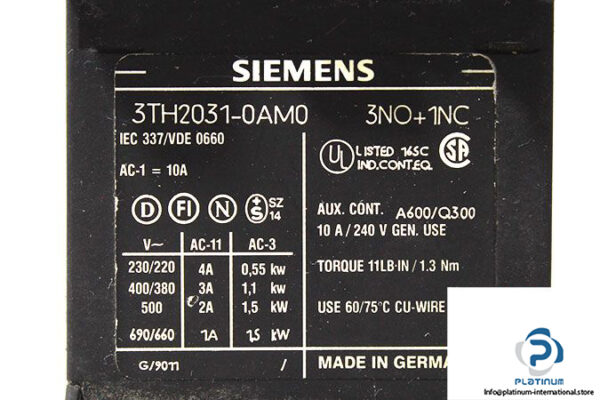 SIEMENS
3TH2031-0AM0 3NO+1NC
IEC 337/VDE 0660
AC-1 = 10A
UL LISTED 165C IND.CONT.EQ. SA
D FI N S SZ 14
AUX. CONT. A600/Q300
10 A / 240 V GEN. USE
V~ AC-11 AC-3
230/220 4A 0,55 kw
400/380 3A 1,1 kw
500 2A 1,5 kw
690/660 1A 1,5 kW
TORQUE 11LB·IN / 1.3 Nm
USE 60/75°C CU-WIRE
G/9011 /
MADE IN GERMA
PLATINUM
Info@platinum-international.store